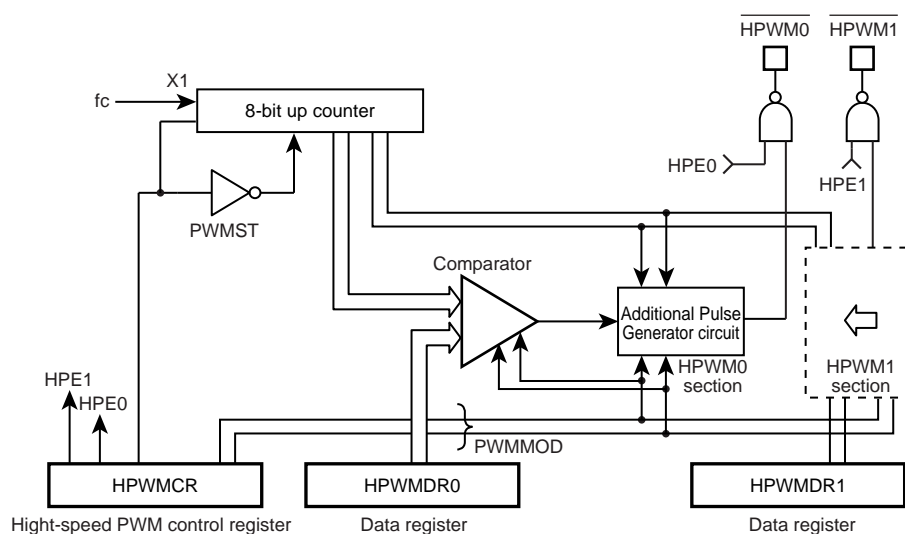 HPWM0 HPWM1
X1
fc
8-bit up counter
HPE0
HPE1
PWMST
Comparator
Additional Pulse
Generator circuit
HPWM0
section
HPWM1
section
HPE1
HPE0
PWMMOD
HPWMCR
HPWMDR0
HPWMDR1
Hight-speed PWM control register
Data register
Data register